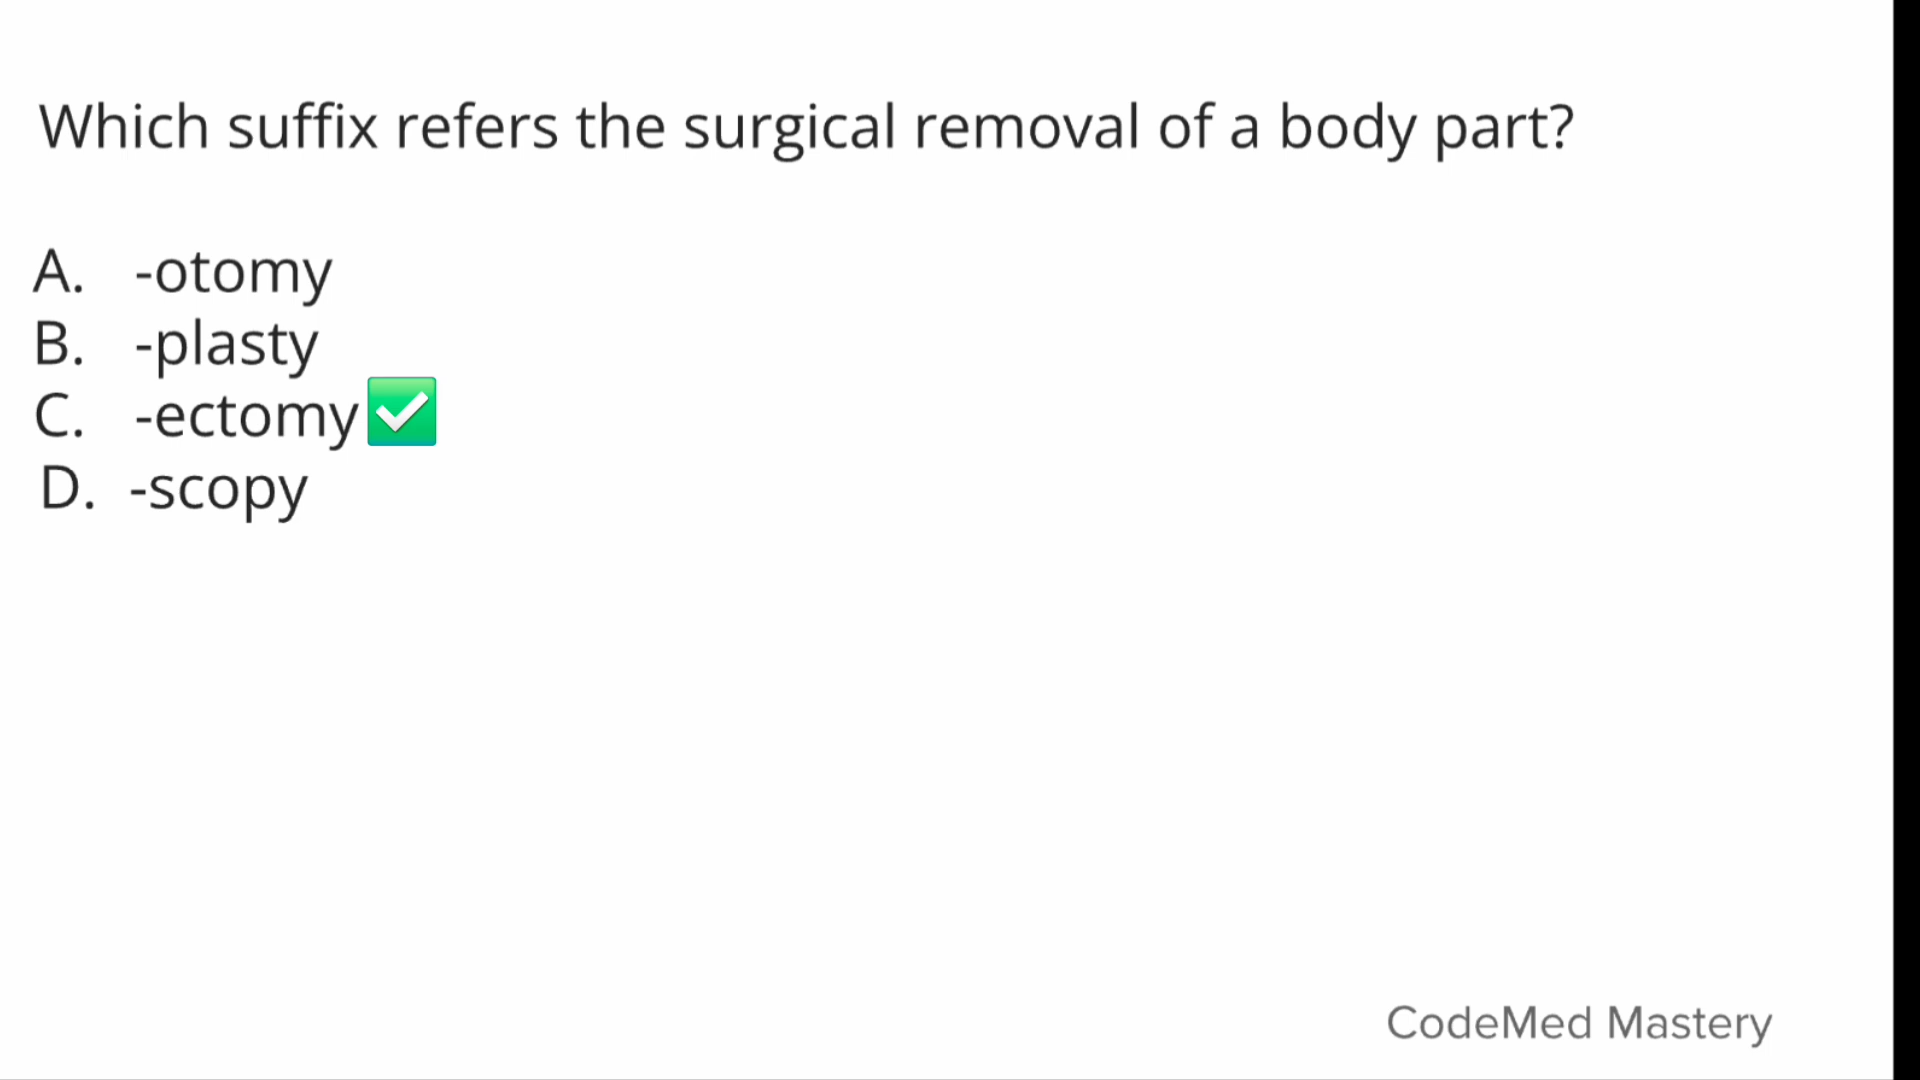 Which suffix refers the surgical removal of a body part?
A. -otomy
B. -plasty
C. -ectomy✅
D. -scopy
CodeMed Mastery